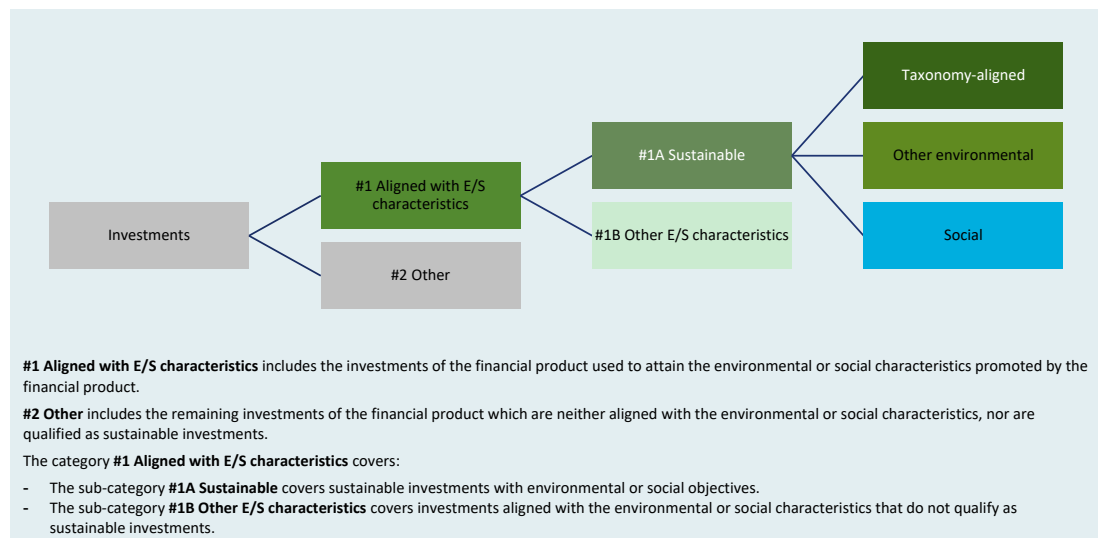 Taxonomy-aligned
#1A Sustainable
Other environmental
#1 Aligned with E/S
characteristics
Investments
#1B Other E/S characteristics
Social
#2 Other
#1 Aligned with E/S characteristics includes the investments of the financial product used to attain the environmental or social characteristics promoted by the
financial product.
#2 Other includes the remaining investments of the financial product which are neither aligned with the environmental or social characteristics, nor are
qualified as sustainable investments.
The category #1 Aligned with E/S characteristics covers:
- The sub-category #1A Sustainable covers sustainable investments with environmental or social objectives.
- The sub-category #1B Other E/S characteristics covers investments aligned with the environmental or social characteristics that do not qualify as
sustainable investments.